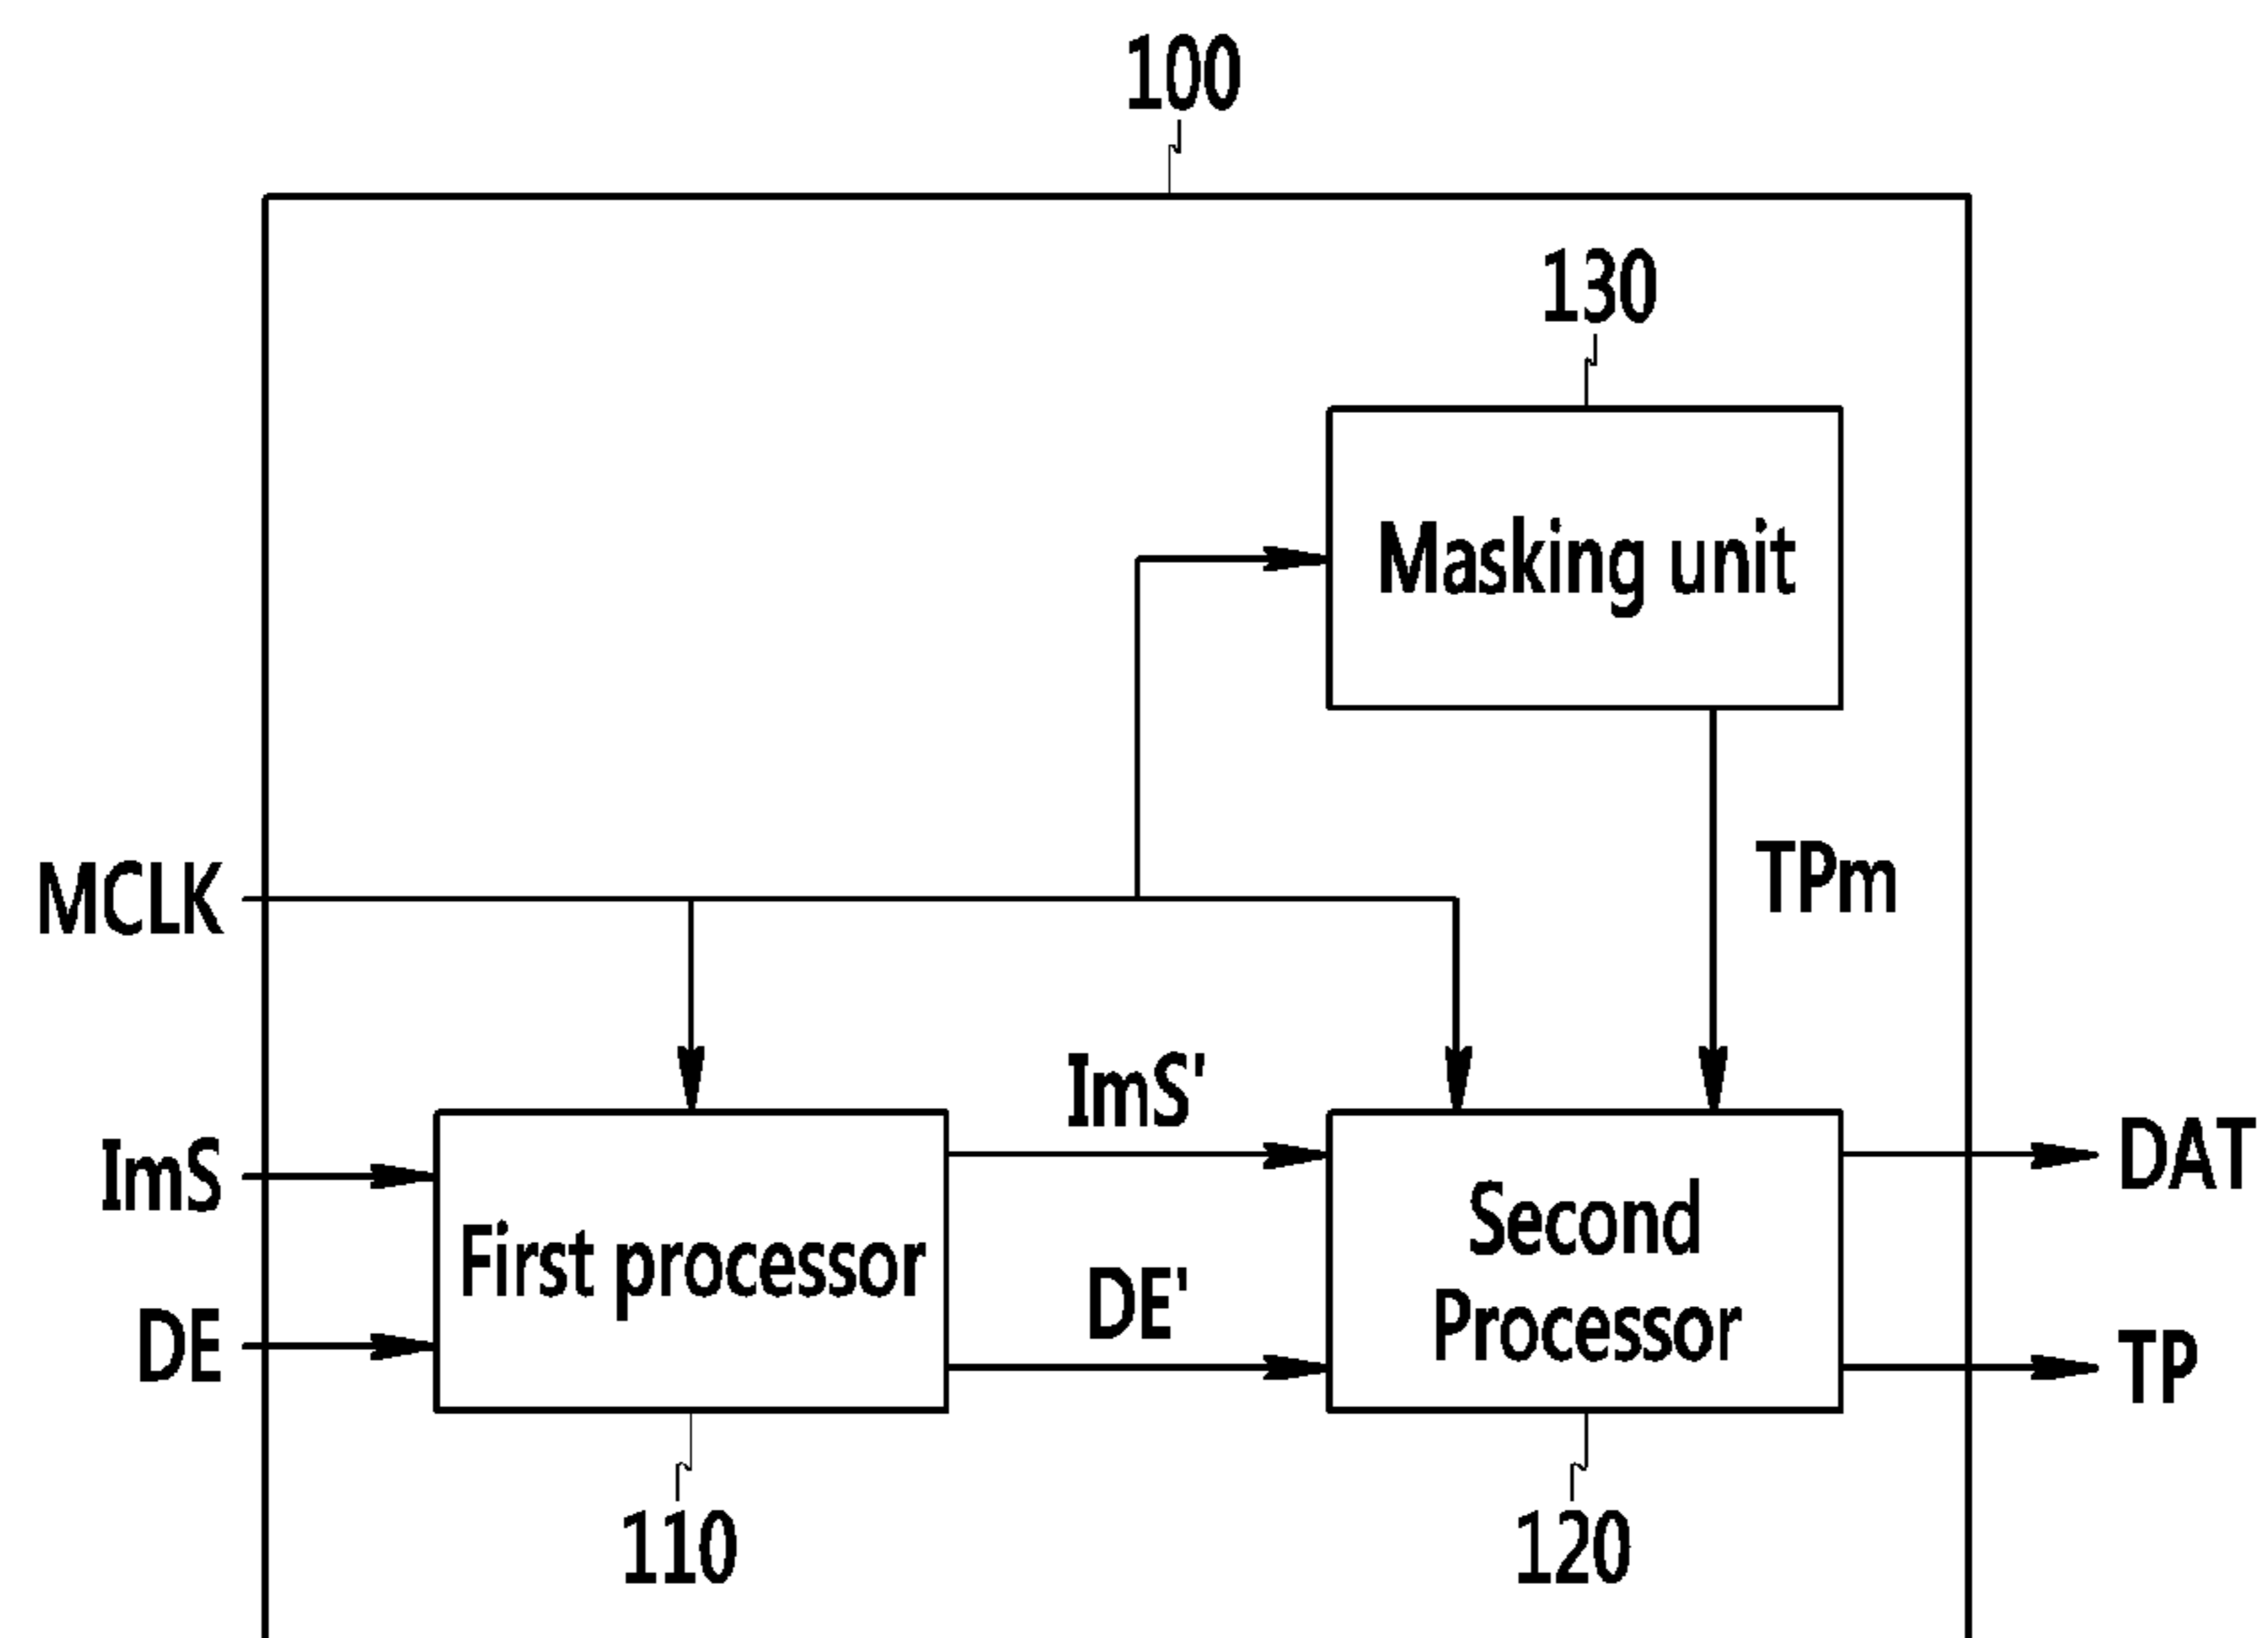 100
130
Masking unit
MCLK
TPm
ImS'
ImS
DAT
First processor
Second
Processor
DE
DE'
TP
110
120